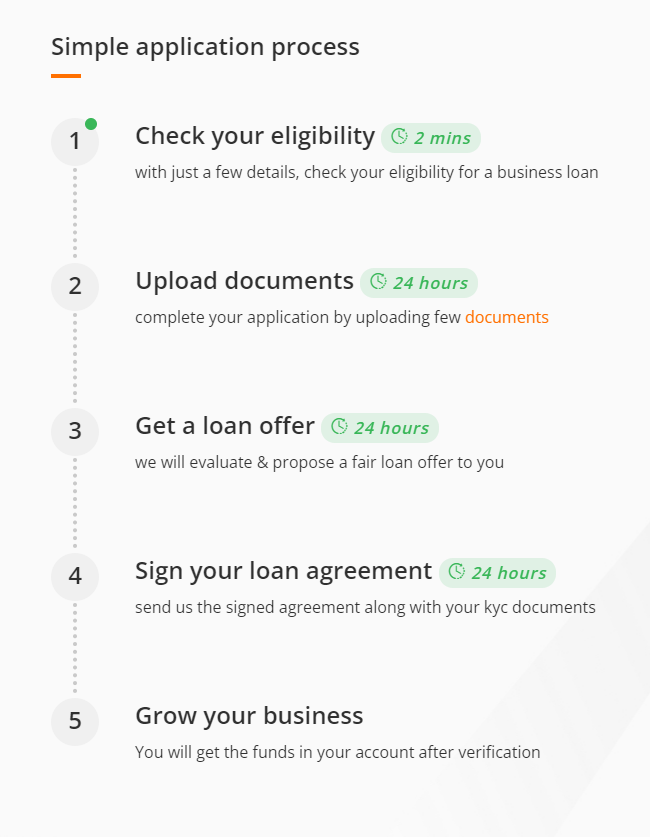 Simple application process
1
Check your eligibility 2 mins
with just a few details, check your eligibility for a business loan
2
Upload documents 24 hours
complete your application by uploading few documents
3
Get a loan offer 24 hours
we will evaluate & propose a fair loan offer to you
4
Sign your loan agreement 24 hours
send us the signed agreement along with your kyc documents
5
Grow your business
You will get the funds in your account after verification